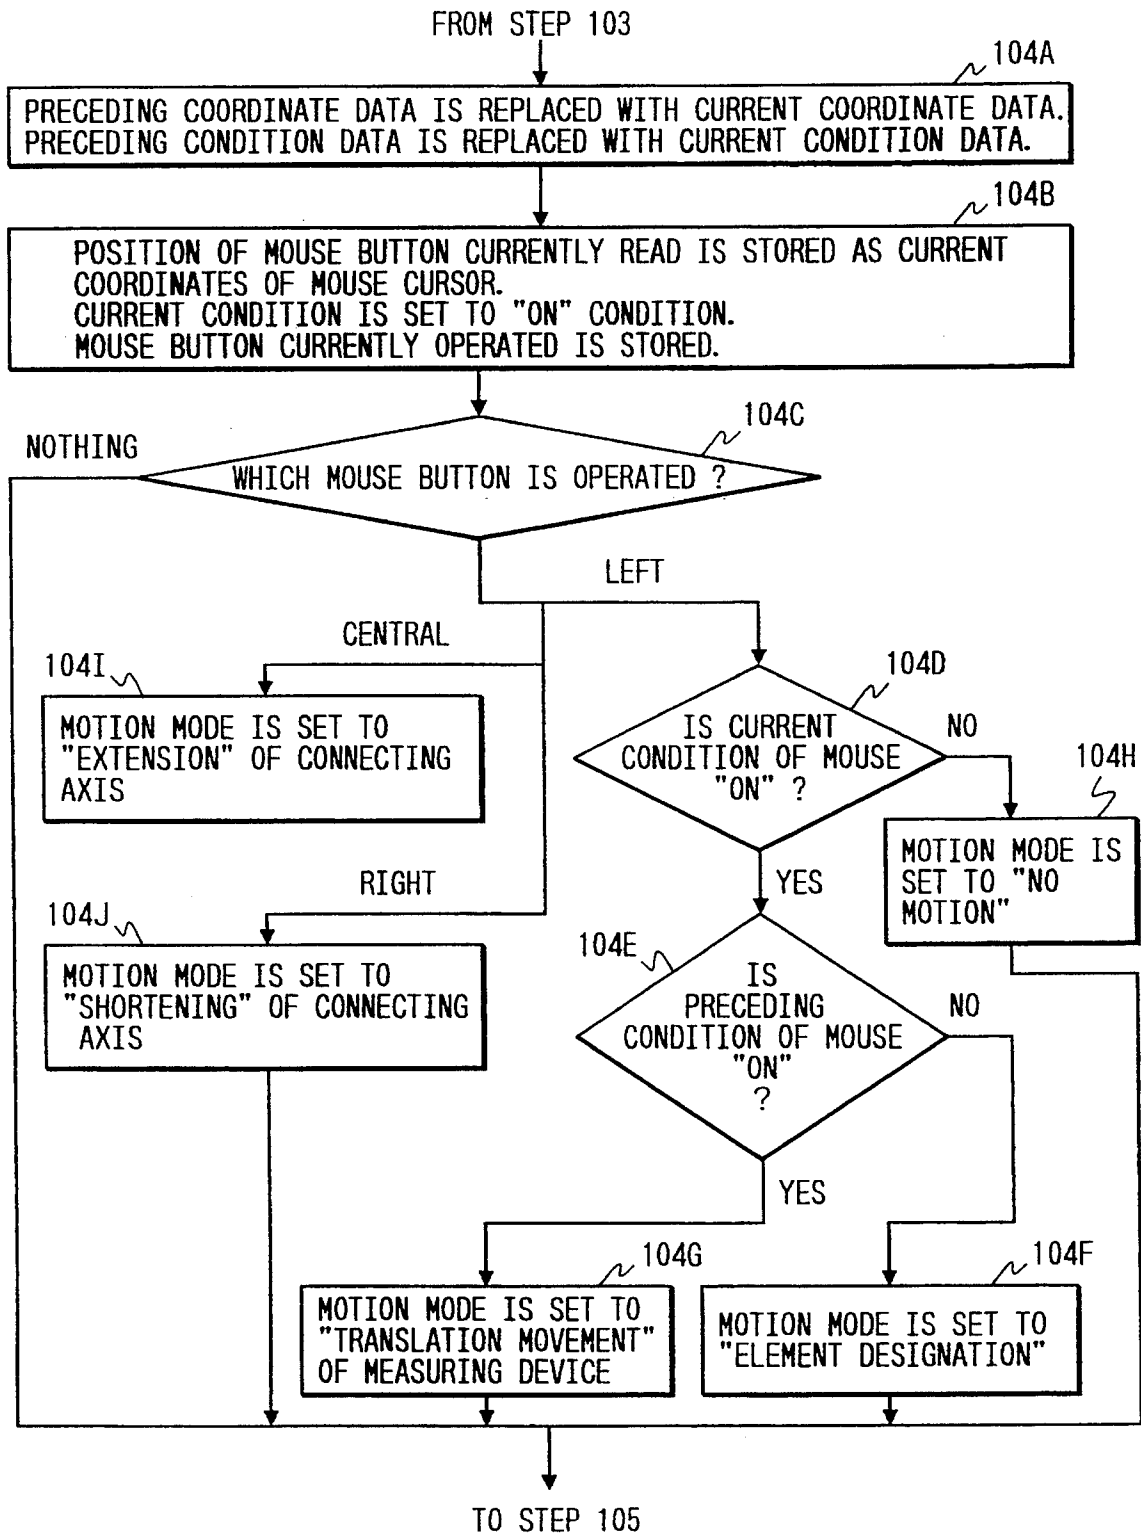 FROM STEP 103
104A
PRECEDING COORDINATE DATA IS REPLACED WITH CURRENT COORDINATE DATA.
PRECEDING CONDITION DATA IS REPLACED WITH CURRENT CONDITION DATA.
104B
POSITION OF MOUSE BUTTON CURRENTLY READ IS STORED AS CURRENT
COORDINATES OF MOUSE CURSOR.
CURRENT CONDITION IS SET TO "ON" CONDITION.
MOUSE BUTTON CURRENTLY OPERATED IS STORED.
104C
NOTHING
WHICH MOUSE BUTTON IS OPERATED ?
LEFT
CENTRAL
104I
MOTION MODE IS SET TO
"EXTENSION" OF CONNECTING
AXIS
104D
IS CURRENT
CONDITION OF MOUSE
"ON" ?
NO
104H
MOTION MODE IS
SET TO "NO
MOTION"
YES
RIGHT
104J
MOTION MODE IS SET TO
"SHORTENING" OF CONNECTING
AXIS
104E
IS
PRECEDING
CONDITION OF MOUSE
"ON"
?
NO
YES
104G
MOTION MODE IS SET TO
"TRANSLATION MOVEMENT"
OF MEASURING DEVICE
104F
MOTION MODE IS SET TO
"ELEMENT DESIGNATION"
TO STEP 105